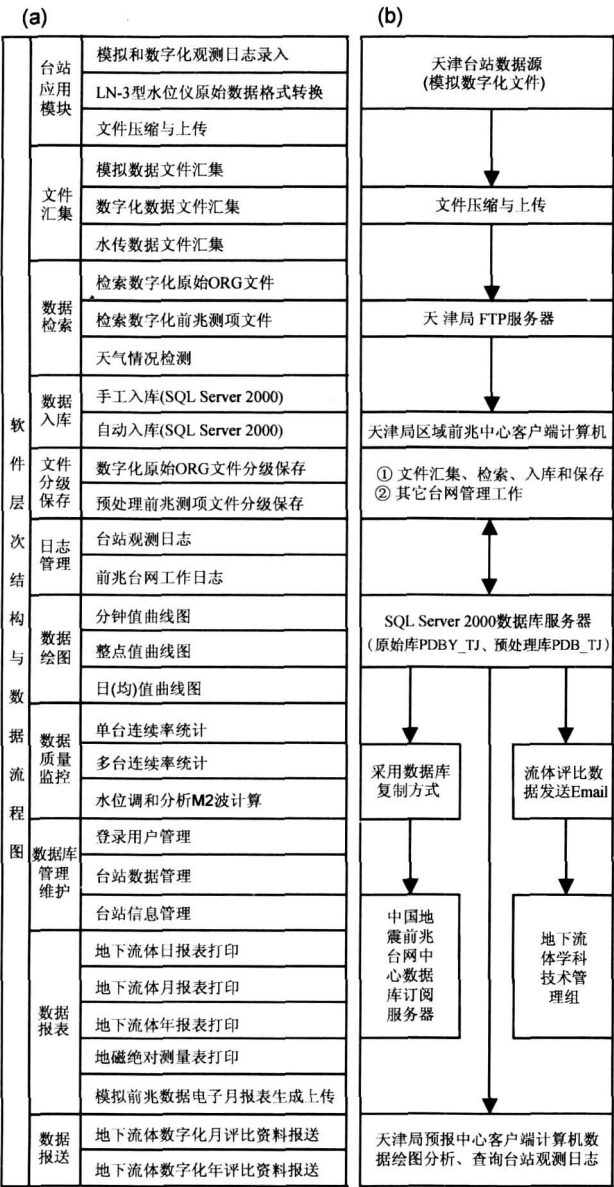 (a)
软件层次结构与数据流程图
台站
应用
模块
模拟和数字化观测日志录入
LN-3型水位仪原始数据格式转换
文件压缩与上传
文件
汇集
模拟数据文件汇集
数字化数据文件汇集
水传数据文件汇集
数据
检索
检索数字化原始ORG文件
检索数字化前兆测项文件
天气情况检测
数据
入库
手工入库(SQL Server 2000)
自动入库(SQL Server 2000)
文件
分级
保存
数字化原始ORG文件分级保存
预处理前兆测项文件分级保存
日志
管理
台站观测日志
前兆台网工作日志
数据
绘图
分钟值曲线图
整点值曲线图
日(均)值曲线图
数据
质量
监控
单台连续率统计
多台连续率统计
水位调和分析M2波计算
数据库
管理
维护
登录用户管理
台站数据管理
台站信息管理
数据
报表
地下流体日报表打印
地下流体月报表打印
地下流体年报表打印
地磁绝对测量表打印
模拟前兆数据电子月报表生成上传
数据
报送
地下流体数字化月评比资料报送
地下流体数字化年评比资料报送
(b)
天津台站数据源
(模拟数字化文件)
文件压缩与上传
天 津局 FTP服务器
天津局区域前兆中心客户端计算机
① 文件汇集、检索、入库和保存
② 其它台网管理工作
SQL Server 2000数据库服务器
(原始库PDBY_TJ、预处理库PDB_TJ)
采用数据库
复制方式
流体评比数
据发送Email
中国地
震前兆
台网中
心数据
库订阅
服务器
地下流
体学科
技术管
理组
天津局预报中心客户端计算机数
据绘图分析、查询台站观测日志